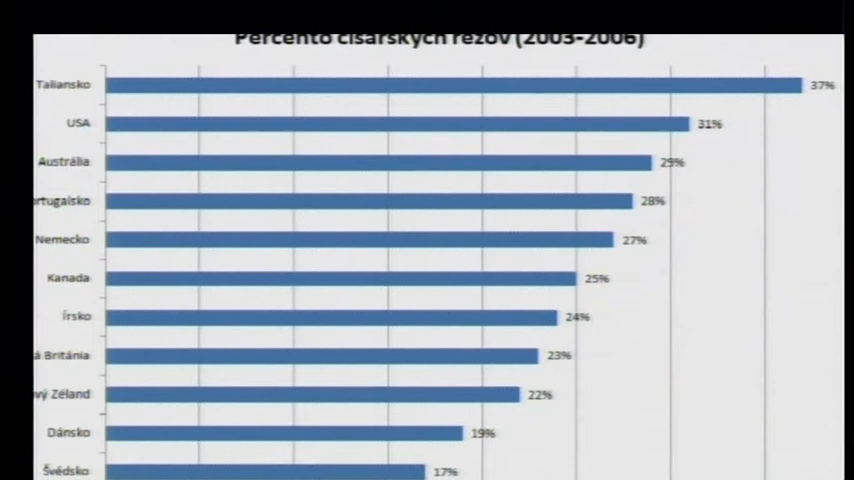 Percento cisárskych rezov (2003-2006)
Taliansko 37%
USA 31%
Austrália 29%
ortugalsko 28%
Nemecko 27%
Kanada 25%
Írsko 24%
á Británia 23%
vý Zéland 22%
Dánsko 19%
Švédsko 17%